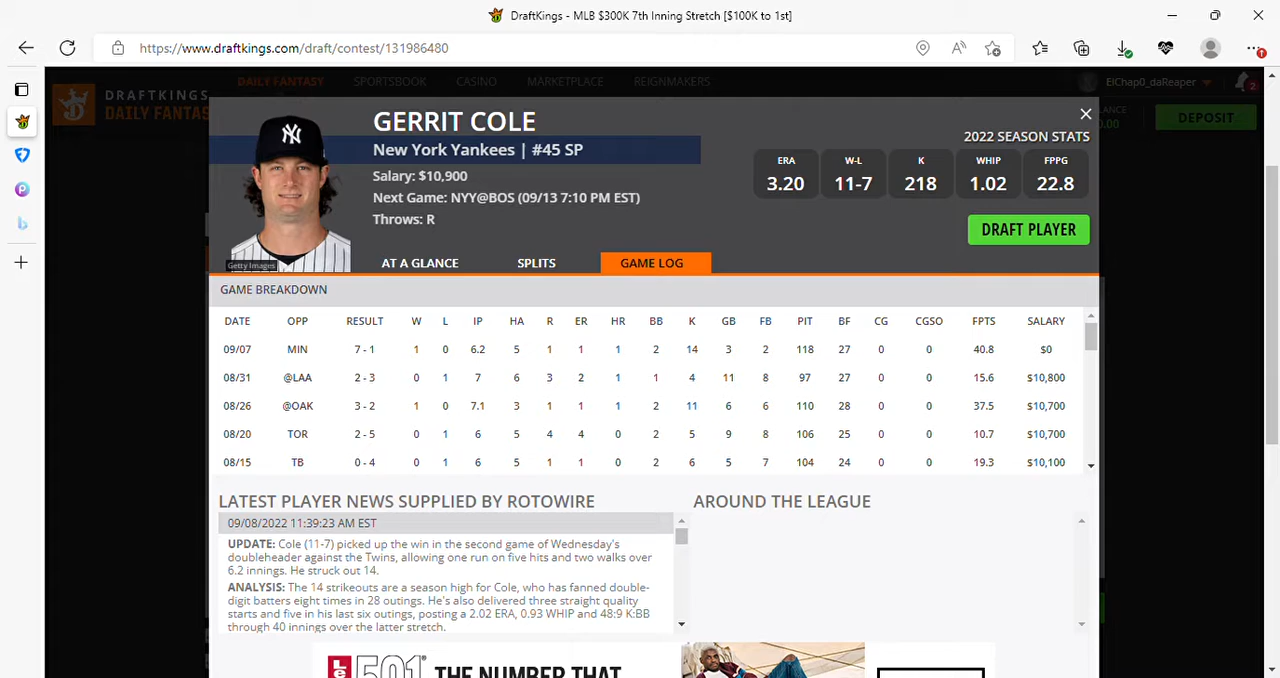 DraftKings - MLB $300K 7th Inning Stretch [$100K to 1st]
https://www.draftkings.com/draft/contest/131986480
DRAFTKINGS
DAILY FANTAS
DAILY FANTASY SPORTSBOOK CASINO MARKETPLACE REIGNMAKERS
ElChap0_daReaper
2
DEPOSIT
GERRIT COLE
New York Yankees | #45 SP
Salary: $10,900
Next Game: NYY@BOS (09/13 7:10 PM EST)
Throws: R
Getty Images
2022 SEASON STATS
ERA W-L K WHIP FPPG
3.20 11-7 218 1.02 22.8
DRAFT PLAYER
AT A GLANCE SPLITS GAME LOG
GAME BREAKDOWN
DATE OPP RESULT W L IP HA R ER HR BB K GB FB PIT BF CG CGSO FPTS SALARY
09/07 MIN 7 - 1 1 0 6.2 5 1 1 1 2 14 3 2 118 27 0 0 40.8 $0
08/31 @LAA 2 - 3 0 1 7 6 3 2 1 1 4 11 8 97 27 0 0 15.6 $10,800
08/26 @OAK 3 - 2 1 0 7.1 3 1 1 1 2 11 6 6 110 28 0 0 37.5 $10,700
08/20 TOR 2 - 5 0 1 6 5 4 4 0 2 5 9 8 106 25 0 0 10.7 $10,700
08/15 TB 0 - 4 0 1 6 5 1 1 0 2 6 5 7 104 24 0 0 19.3 $10,100
LATEST PLAYER NEWS SUPPLIED BY ROTOWIRE
09/08/2022 11:39:23 AM EST
UPDATE: Cole (11-7) picked up the win in the second game of Wednesday's
doubleheader against the Twins, allowing one run on five hits and two walks over
6.2 innings. He struck out 14.
ANALYSIS: The 14 strikeouts are a season high for Cole, who has fanned double-
digit batters eight times in 28 outings. He's also delivered three straight quality
starts and five in his last six outings, posting a 2.02 ERA, 0.93 WHIP and 48:9 K:BB
through 40 innings over the latter stretch.
AROUND THE LEAGUE
501 THE NUMBER THAT